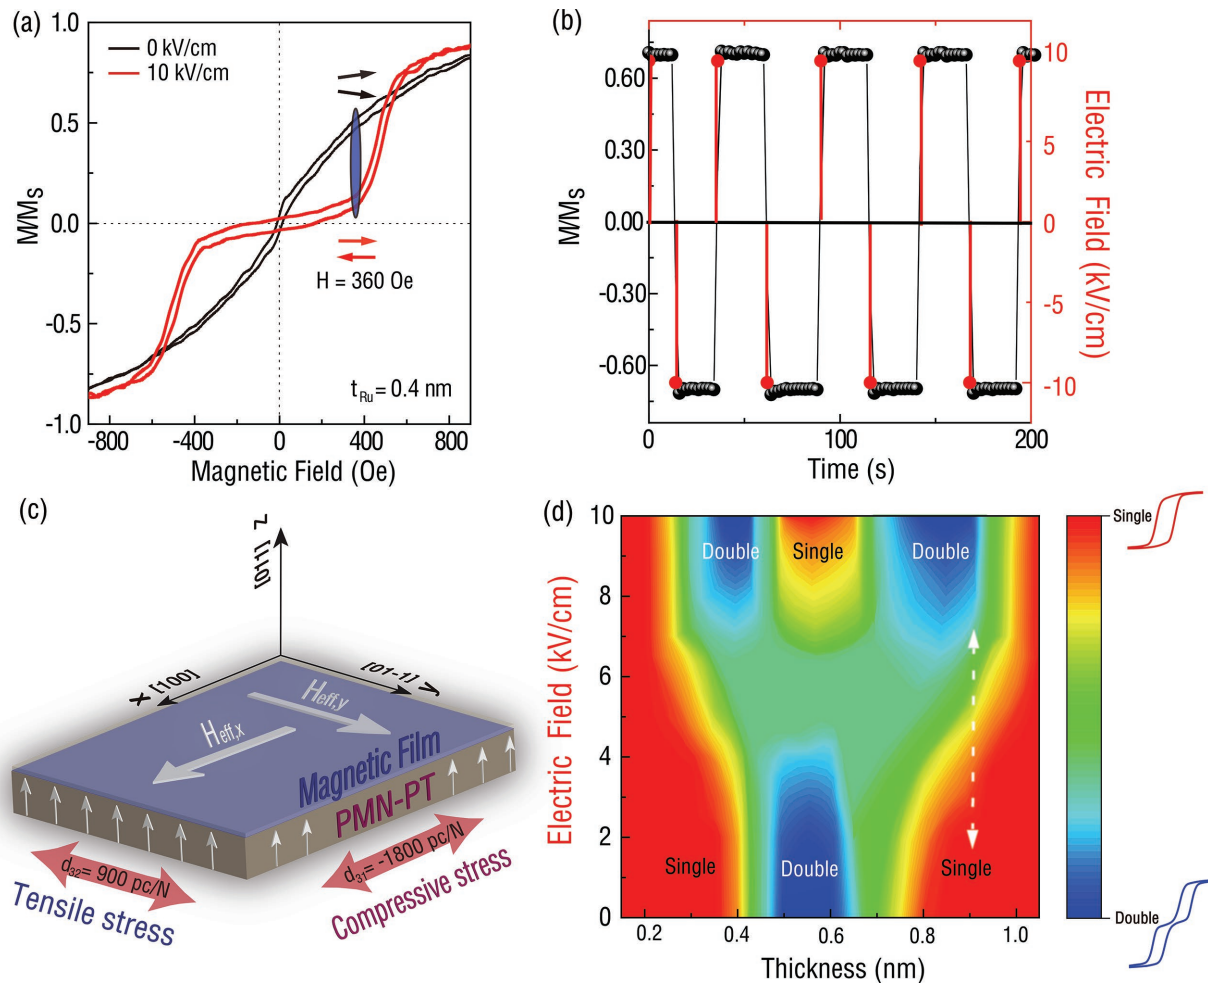 (a)
1.0
0.5
0.0
-0.5
-1.0
M/Ms
0 kV/cm
10 kV/cm
H = 360 Oe
tRu = 0.4 nm
-800
-400
0
400
800
Magnetic Field (Oe)
(b)
0.60
0.30
0.00
-0.30
-0.60
M/Ms
10
5
0
-5
-10
Electric Field (kV/cm)
0
100
200
Time (s)
(c)
Z [011]
X [100]
[01-1] y
Heff,y
Heff,x
Magnetic Film
PMN-PT
d32= 900 pc/N
d31= -1800 pc/N
Tensile stress
Compressive stress
(d)
10
8
6
4
2
0
Electric Field (kV/cm)
Double
Single
Double
Single
Double
Single
0.2
0.4
0.6
0.8
1.0
Thickness (nm)
Single
Double